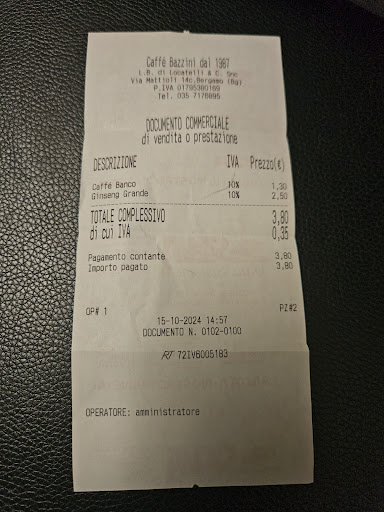 Caffè Bazzini dal 1987
L.B. di Locatelli & C. Snc
Via Mattioli 14c,Bergamo (Bg)
P.IVA 01795380169
Tel. 035 7176895
DOCUMENTO COMMERCIALE
di vendita o prestazione
DESCRIZIONE IVA Prezzo(€)
Caffè Banco 10% 1,30
Ginseng Grande 10% 2,50
TOTALE COMPLESSIVO 3,80
di cui IVA 0,35
Pagamento contante 3,80
Importo pagato 3,80
OP# 1 PZ#2
15-10-2024 14:57
DOCUMENTO N. 0102-0100
RT 72IV6005183
OPERATORE: amministratore